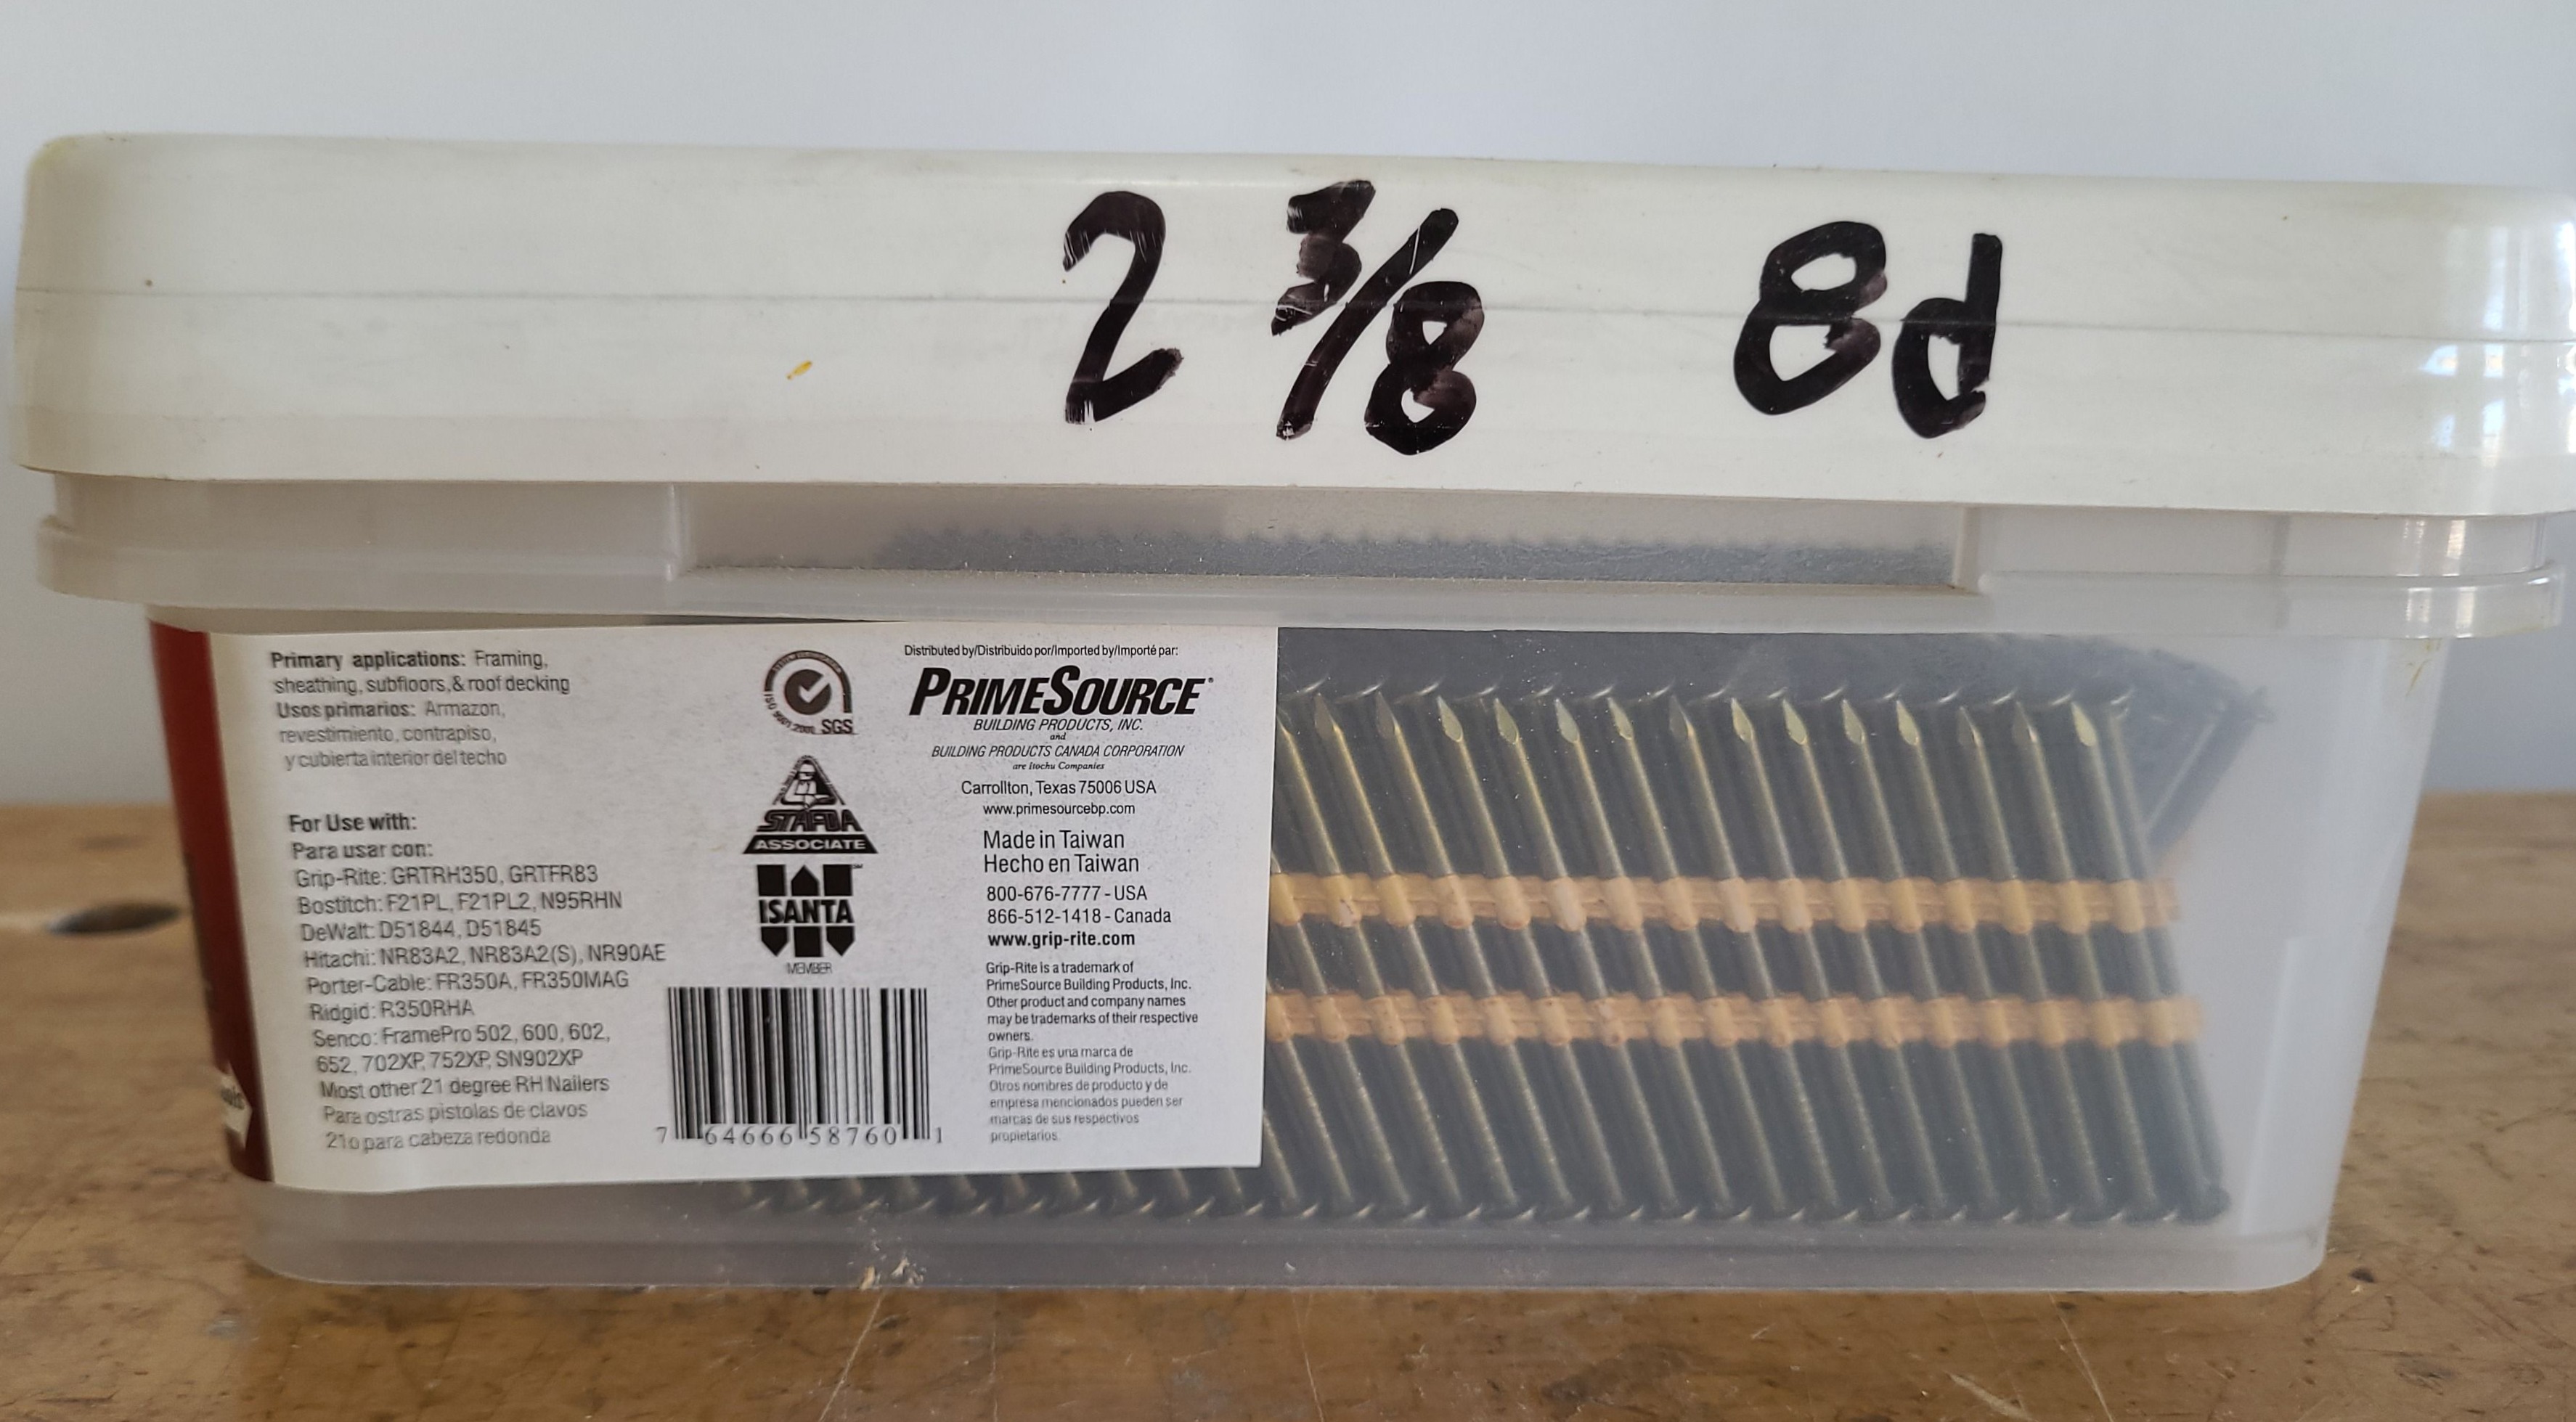 2 3/8 8d
Primary applications: Framing,
sheathing, subfloors,& roof decking
Usos primarios: Armazon,
revestimiento, contrapiso,
y cubierta interior del techo
For Use with:
Para usar con:
Grip-Rite: GRTRH350, GRTFR83
Bostitch: F21PL, F21PL2, N95RHN
DeWalt: D51844, D51845
Hitachi: NR83A2, NR83A2(S), NR90AE
Porter-Cable: FR350A, FR350MAG
Ridgid: R350RHA
Senco: FramePro 502, 600, 602,
652, 702XP, 752XP, SN902XP
Most other 21 degree RH Nailers
Para ostras pistolas de clavos
21o para cabeza redonda
SGS
STAFDA
ASSOCIATE
ISANTA
MEMBER
7 64666 58760 1
Distributed by/Distribuido por/Imported by/Importé par:
PRIMESOURCE®
BUILDING PRODUCTS, INC.
and
BUILDING PRODUCTS CANADA CORPORATION
are Itochu Companies
Carrollton, Texas 75006 USA
www.primesourcebp.com
Made in Taiwan
Hecho en Taiwan
800-676-7777 - USA
866-512-1418 - Canada
www.grip-rite.com
Grip-Rite is a trademark of
PrimeSource Building Products, Inc.
Other product and company names
may be trademarks of their respective
owners.
Grip-Rite es una marca de
PrimeSource Building Products, Inc.
Otros nombres de producto y de
empresa mencionados pueden ser
marcas de sus respectivos
propietarios.